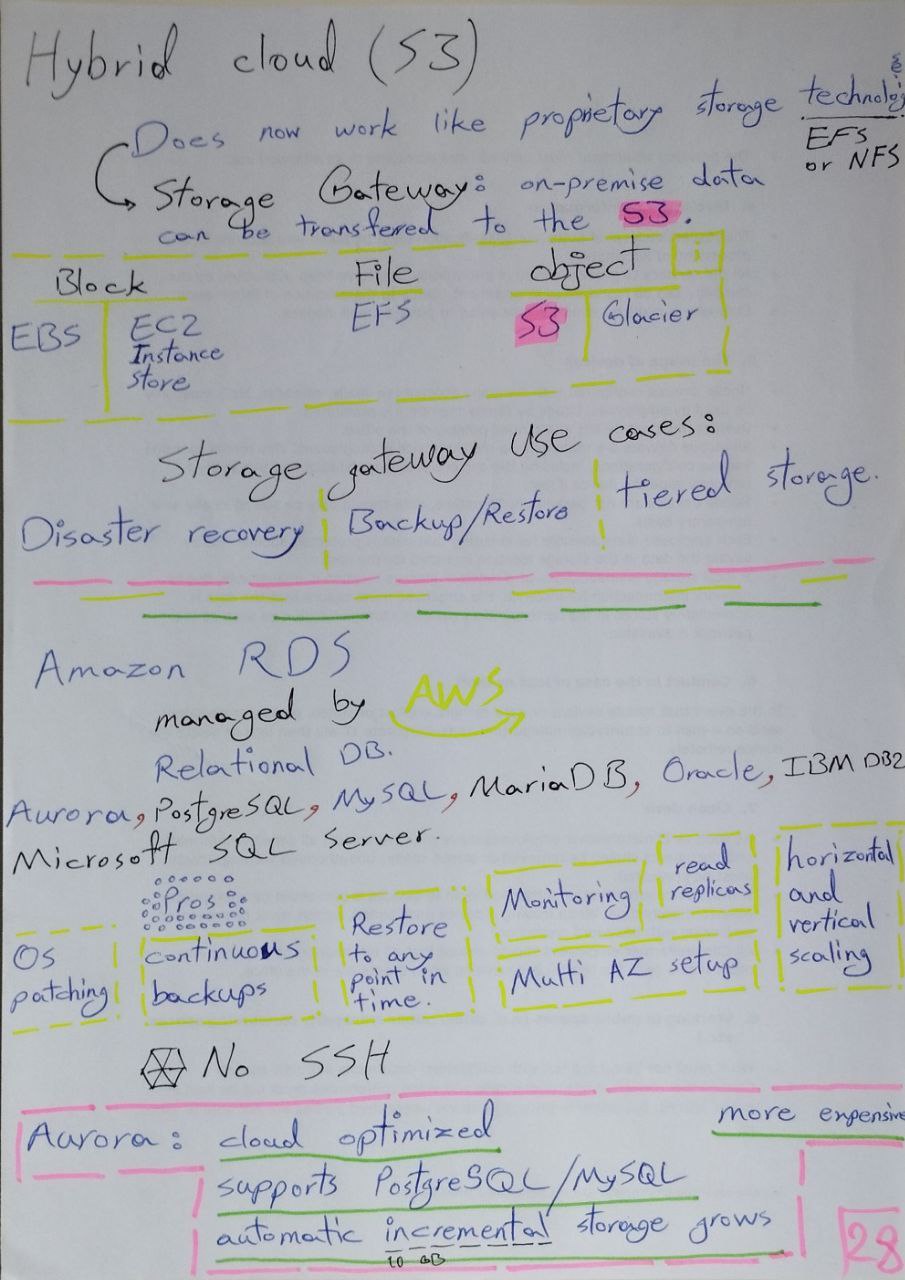 Hybrid cloud (S3)
Does now work like proprietary storage technolog
EFS
or NFS
Storage Gateway: on-premise data
can be transfered to the S3.
Block File object i
EBS EC2 Instance store EFS S3 Glacier
Storage gateway use cases:
Disaster recovery Backup/Restore tiered storage.
Amazon RDS
managed by AWS
Relational DB.
Aurora, PostgreSQL, MySQL, MariaDB, Oracle, IBM DB2
Microsoft SQL Server.
Pros
OS
patching
continuous
backups
Restore
to any
point in
time.
Monitoring
read
replicas
Multi AZ setup
horizontal
and
vertical
scaling
No SSH
Aurora: cloud optimized more expensive
supports PostgreSQL/MySQL
automatic incremental storage grows
10 GB
28